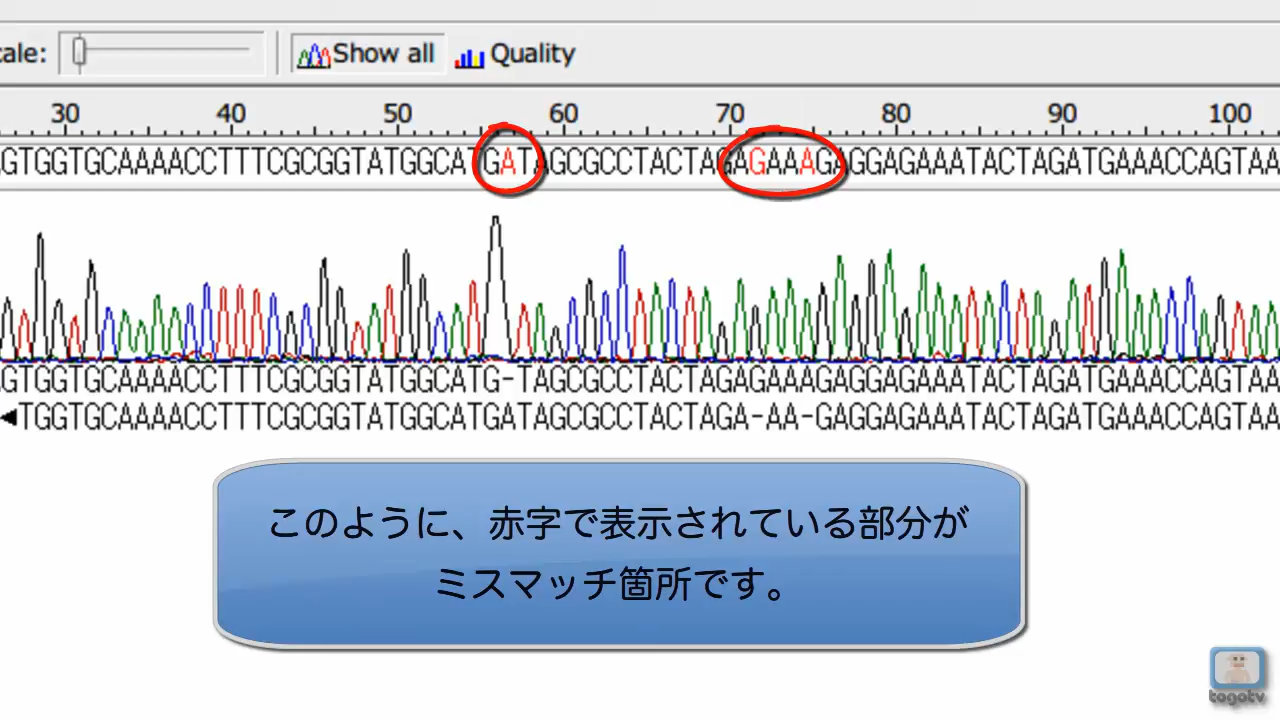 cale: Show all Quality
30 40 50 60 70 80 90 100
GTGGTGCAAAACCTTTCGCGGTATGGCATGATAGCGCCTACTAGAGAAAGAGGAGAAATACTAGATGAAACCAGTAA
GTGGTGCAAAACCTTTCGCGGTATGGCATG-TAGCGCCTACTAGAGAAAGAGGAGAAATACTAGATGAAACCAGTAA
TGGTGCAAAACCTTTCGCGGTATGGCATGATAGCGCCTACTAGA-AA-GAGGAGAAATACTAGATGAAACCAGTAA
このように、赤字で表示されている部分が
ミスマッチ箇所です。
togotv